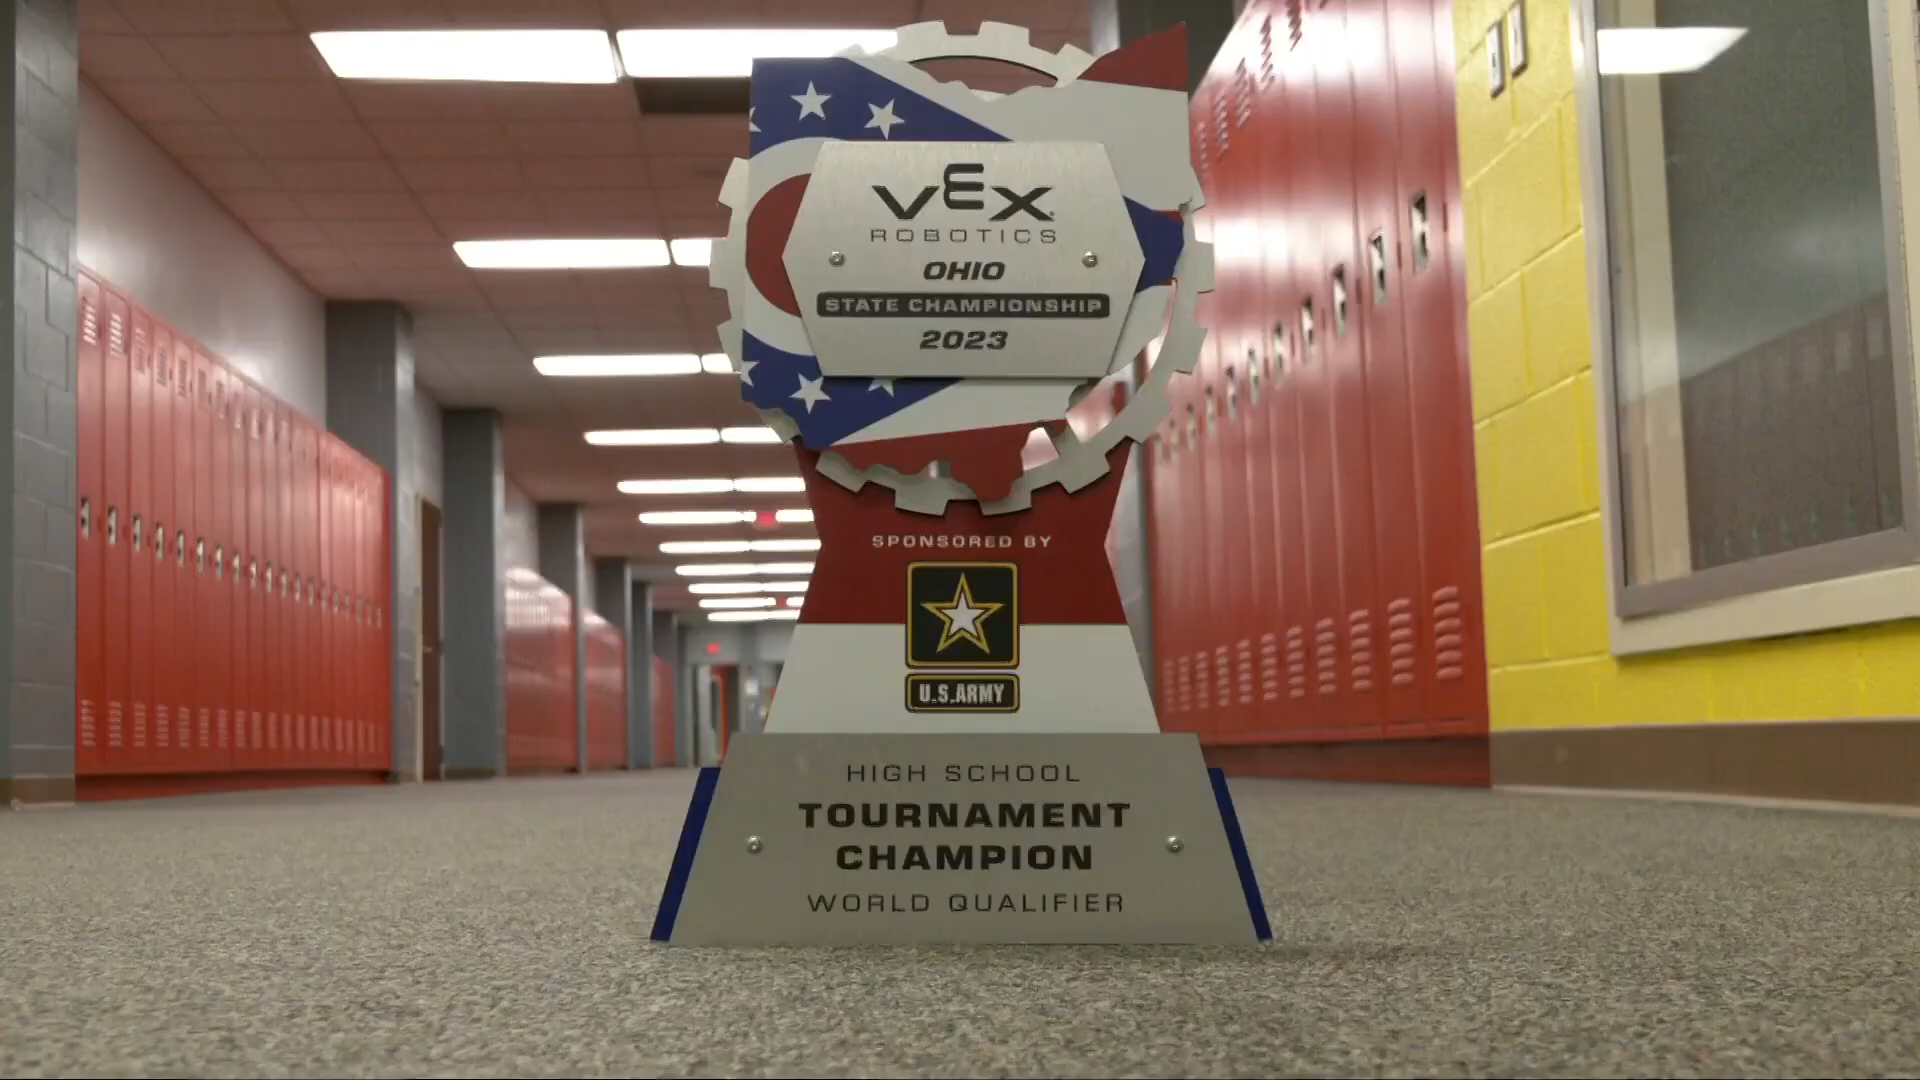 VEX
ROBOTICS
OHIO
STATE CHAMPIONSHIP
2023
SPONSORED BY
U.S.ARMY
HIGH SCHOOL
TOURNAMENT
CHAMPION
WORLD QUALIFIER